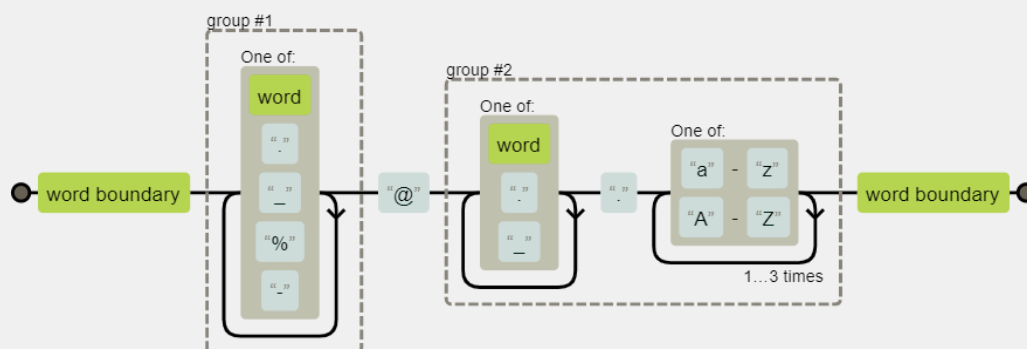 group #1
One of:
word
“.”
“_”
“%”
“-”
word boundary
“@”
group #2
One of:
word
“.”
“_”
“.”
One of:
“a” - “z”
“A” - “Z”
1...3 times
word boundary